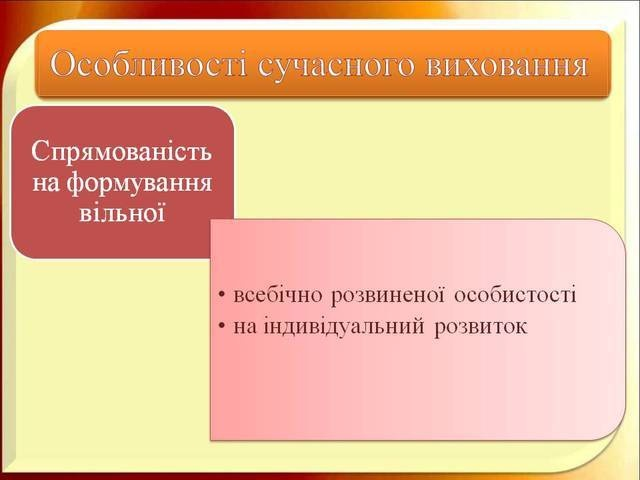 Особливості сучасного виховання
Спрямованість
на формування
вільної
• всебічно розвиненої особистості
• на індивідуальний розвиток